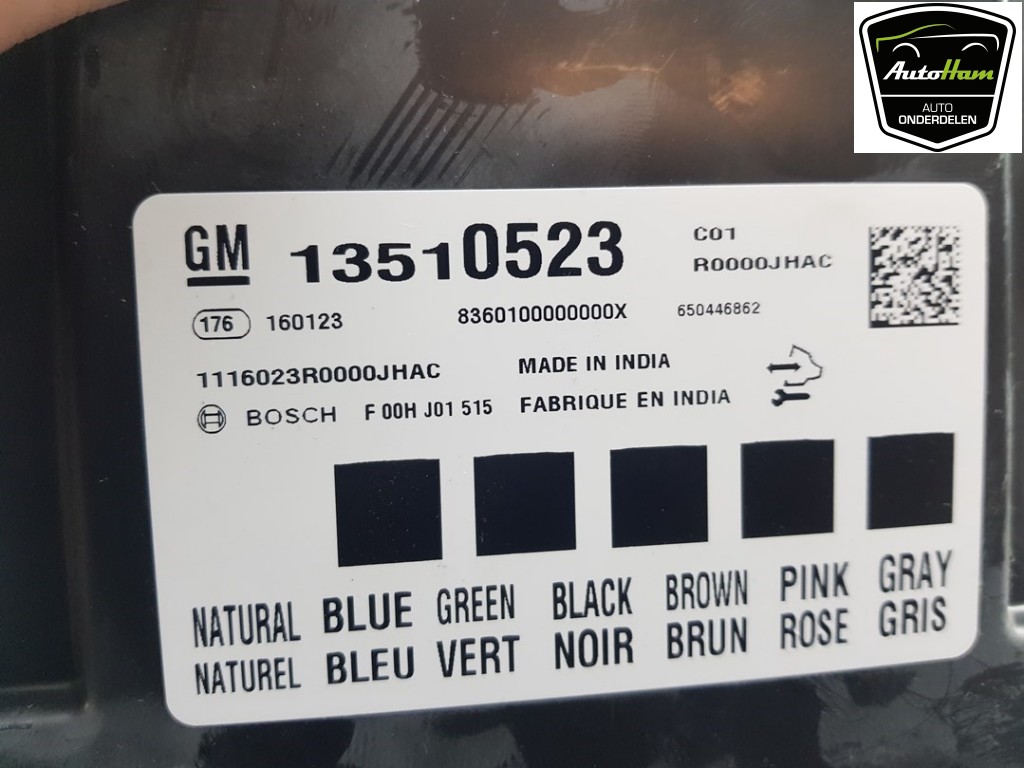 AutoHam
AUTO
ONDERDELEN
GM 13510523 C01
R0000JHAC
176 160123 8360100000000X 650446862
1116023R0000JHAC MADE IN INDIA
BOSCH F 00H J01 515 FABRIQUE EN INDIA
NATURAL BLUE GREEN BLACK BROWN PINK GRAY
NATUREL BLEU VERT NOIR BRUN ROSE GRIS